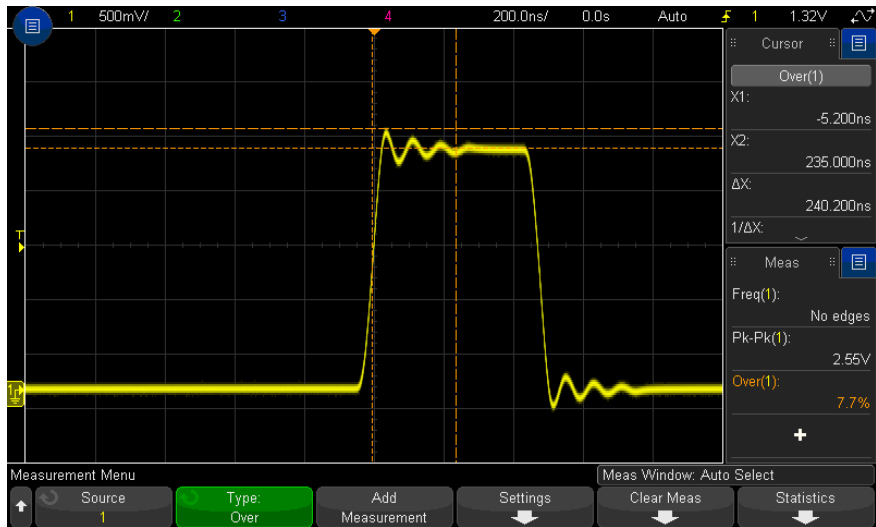 1 500mV/ 2 3 4 200.0ns/ 0.0s Auto 1 1.32V
Cursor
Over(1)
X1:
-5.200ns
X2:
235.000ns
ΔX:
240.200ns
1/ΔX:
T
Meas
Freq(1):
No edges
Pk-Pk(1):
2.55V
Over(1):
7.7%
+
1
Measurement Menu
Meas Window: Auto Select
Source
1
Type:
Over
Add
Measurement
Settings
Clear Meas
Statistics